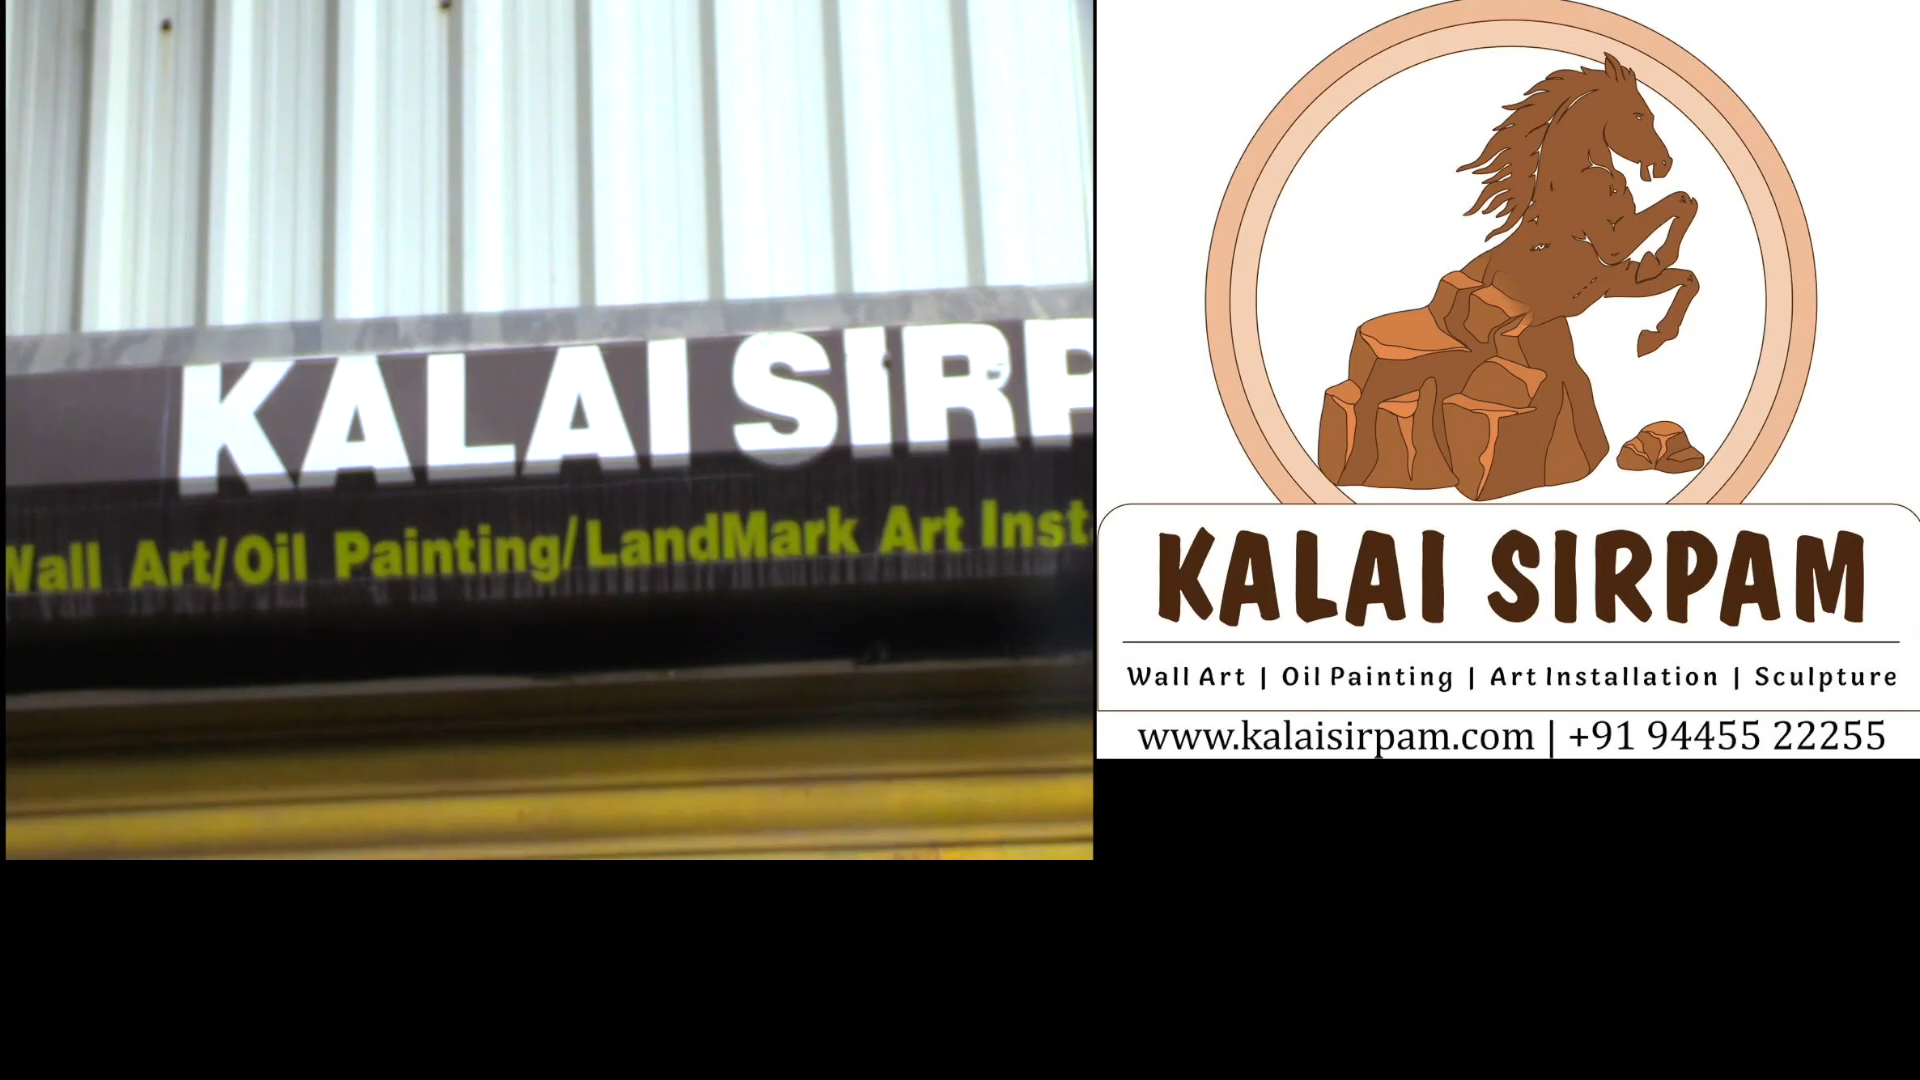 KALAI SIRP
Wall Art/Oil Painting/LandMark Art Inst
KALAI SIRPAM
Wall Art | Oil Painting | Art Installation | Sculpture
www.kalaisirpam.com | +91 94455 22255